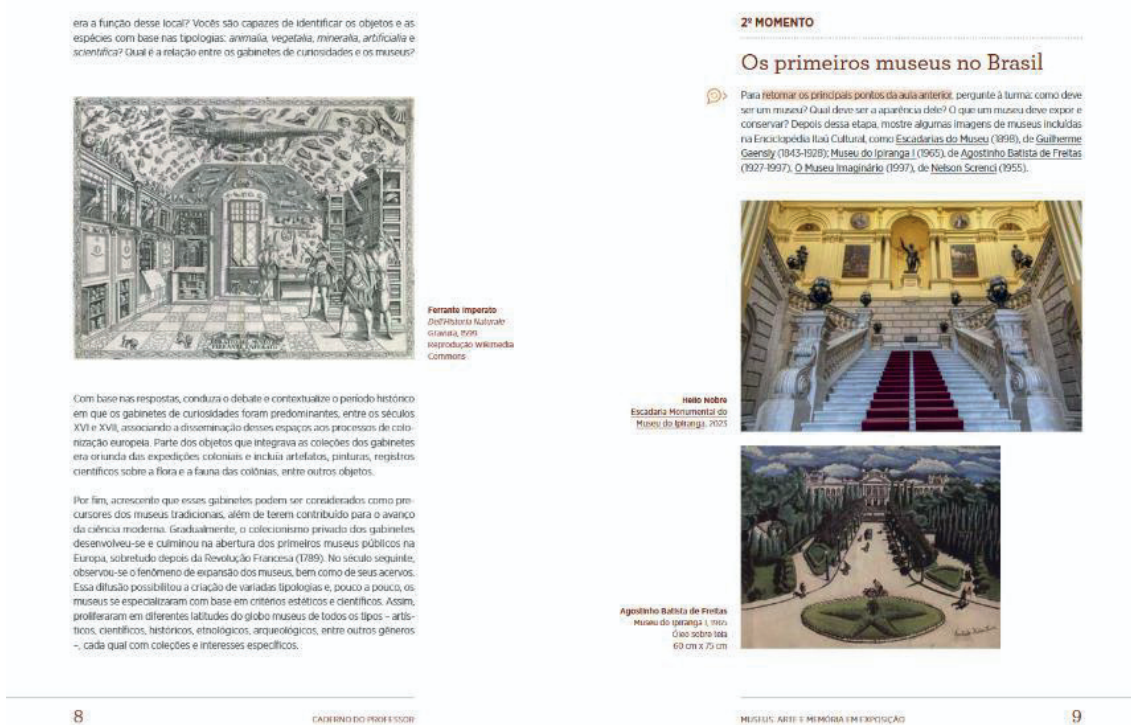 era a função desse local? Vocês são capazes de identificar os objetos e as
espécies com base nas tipologias: animalia, vegetalia, mineralia, artificialia e
scientifica? Qual é a relação entre os gabinetes de curiosidades e os museus?
Ferrante Imperato
Dell'Historia Naturale
Gravura, 1599
Reprodução Wikimedia
Commons
Com base nas respostas, conduza o debate e contextualize o período histórico
em que os gabinetes de curiosidades foram predominantes, entre os séculos
XVI e XVII, associando a disseminação desses espaços aos processos de colo-
nização europeia. Parte dos objetos que integrava as coleções dos gabinetes
era oriunda das expedições coloniais e incluía artefatos, pinturas, registros
científicos sobre a flora e a fauna das colônias, entre outros objetos.
Por fim, acrescente que esses gabinetes podem ser considerados como pre-
cursores dos museus tradicionais, além de terem contribuído para o avanço
da ciência moderna. Gradualmente, o colecionismo privado dos gabinetes
desenvolveu-se e culminou na abertura dos primeiros museus públicos na
Europa, sobretudo depois da Revolução Francesa (1789). No século seguinte,
observou-se o fenômeno de expansão dos museus, bem como de seus acervos.
Essa difusão possibilitou a criação de variadas tipologias e, pouco a pouco, os
museus se especializaram com base em critérios estéticos e científicos. Assim,
proliferaram em diferentes latitudes do globo museus de todos os tipos – artís-
ticos, científicos, históricos, etnológicos, arqueológicos, entre outros gêneros
–, cada qual com coleções e interesses específicos.
8
CADERNO DO PROFESSOR
2º MOMENTO
Os primeiros museus no Brasil
Para retomar os principais pontos da aula anterior, pergunte à turma: como deve
ser um museu? Qual deve ser a aparência dele? O que um museu deve expor e
conservar? Depois dessa etapa, mostre algumas imagens de museus incluídas
na Enciclopédia Itaú Cultural, como Escadarias do Museu (1898), de Guilherme
Gaensly (1843-1928); Museu do Ipiranga I (1965), de Agostinho Batista de Freitas
(1927-1997); O Museu Imaginário (1997), de Nelson Screnci (1955).
Helio Nobre
Escadaria Monumental do
Museu do Ipiranga, 2023
Agostinho Batista de Freitas
Museu do Ipiranga I, 1965
Óleo sobre tela
60 cm x 75 cm
MUSEUS: ARTE E MEMÓRIA EM EXPOSIÇÃO
9